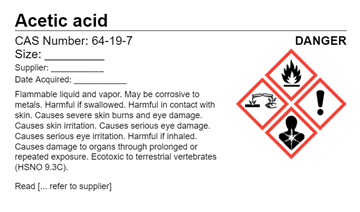 Acetic acid
CAS Number: 64-19-7
DANGER
Size: __________
Supplier: ____________
Date Acquired: ____________
Flammable liquid and vapor. May be corrosive to
metals. Harmful if swallowed. Harmful in contact with
skin. Causes severe skin burns and eye damage.
Causes skin irritation. Causes serious eye damage.
Causes serious eye irritation. Harmful if inhaled.
Causes damage to organs through prolonged or
repeated exposure. Ecotoxic to terrestrial vertebrates
(HSNO 9.3C).
Read [... refer to supplier]